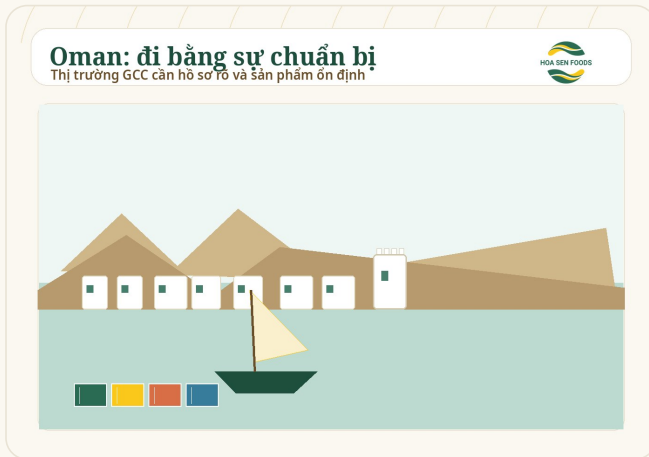 Oman: đi bằng sự chuẩn bị
Thị trường GCC cần hồ sơ rõ và sản phẩm ổn định
HOA SEN FOODS